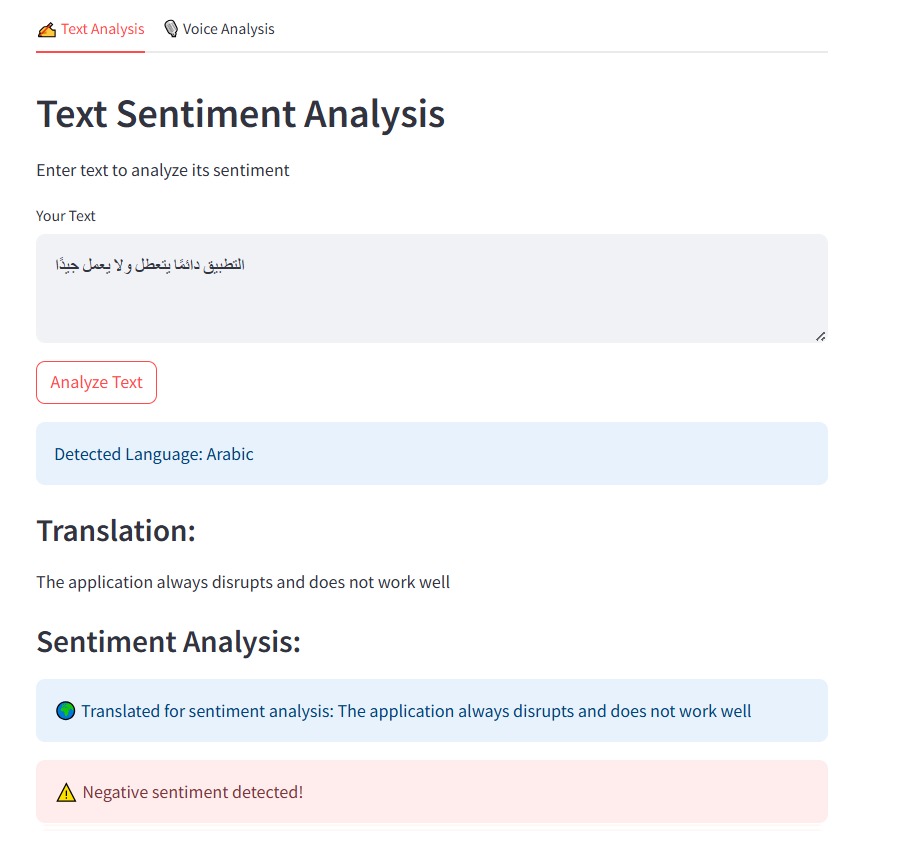 ✍️ Text Analysis 🎙️ Voice Analysis
Text Sentiment Analysis
Enter text to analyze its sentiment
Your Text
التطبيق دائمًا يتعطل ولا يعمل جيدًا
Analyze Text
Detected Language: Arabic
Translation:
The application always disrupts and does not work well
Sentiment Analysis:
🌍 Translated for sentiment analysis: The application always disrupts and does not work well
⚠️ Negative sentiment detected!